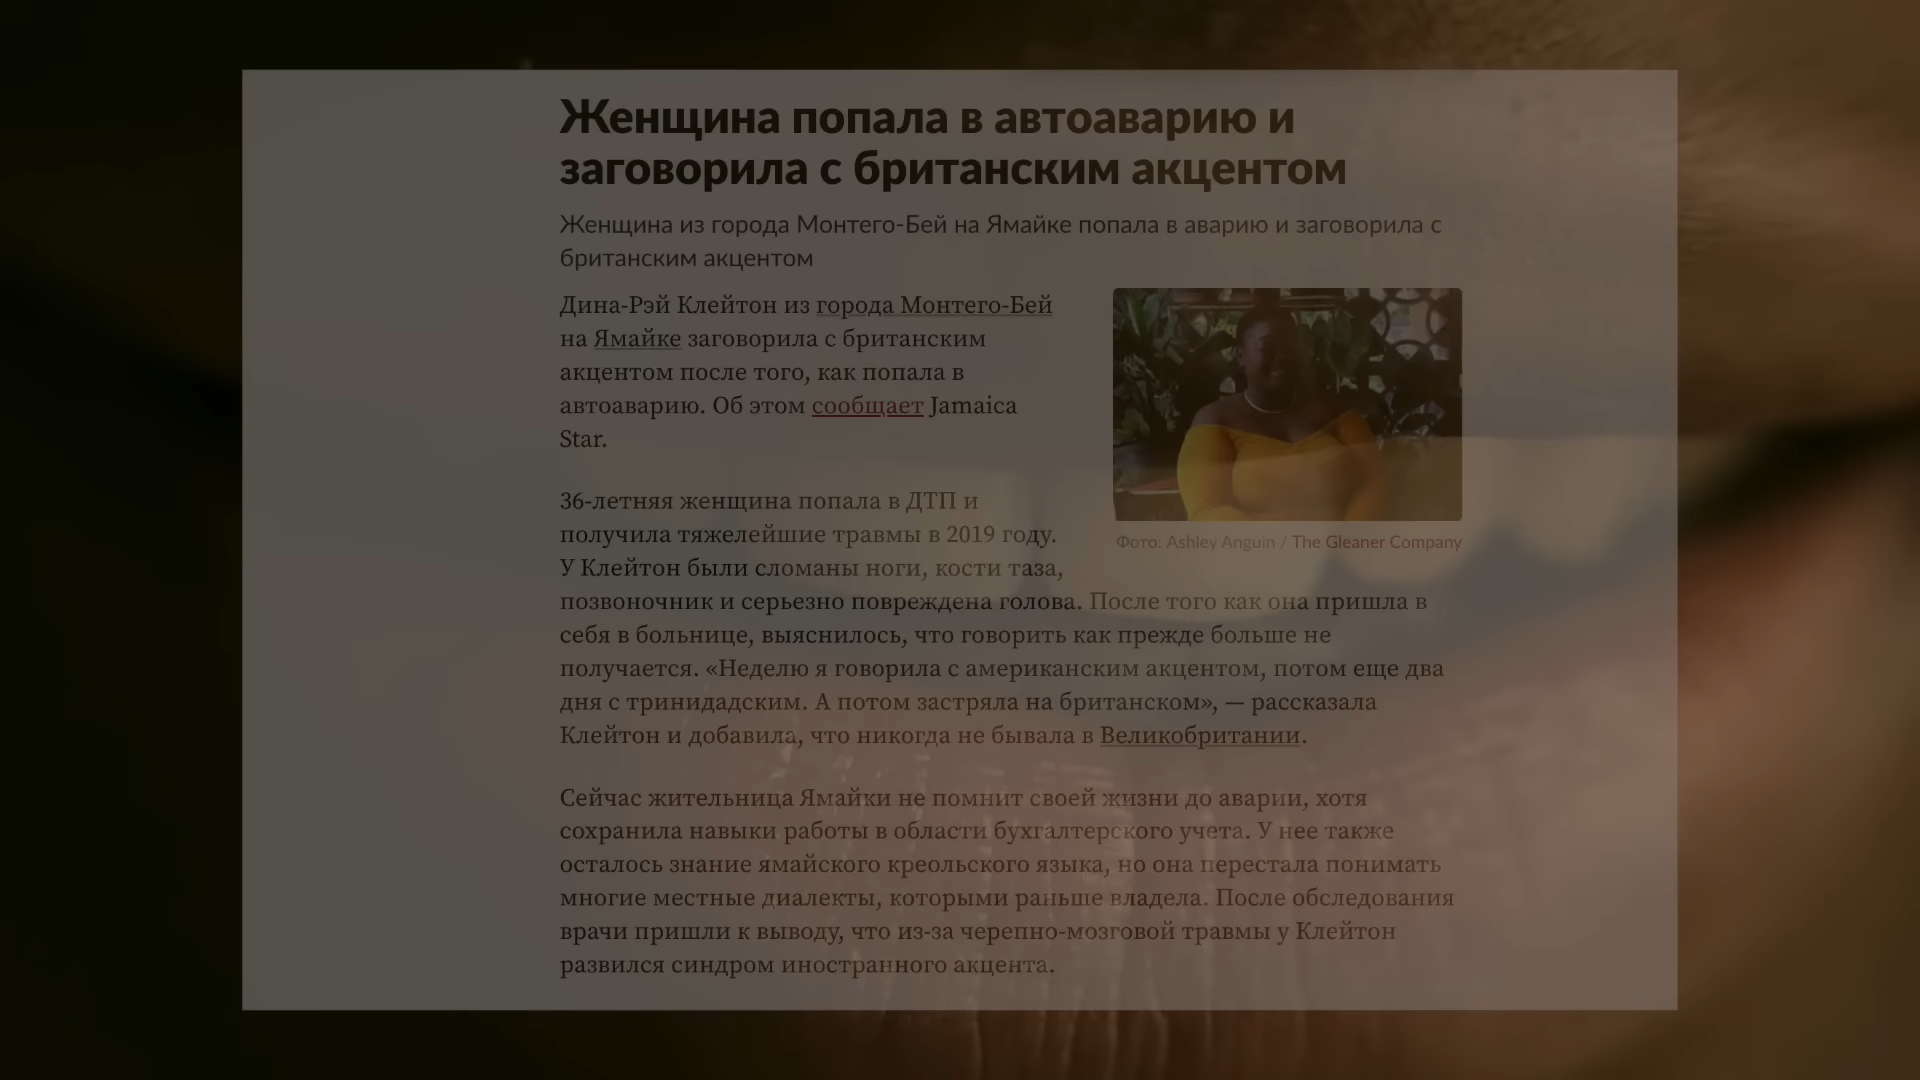 Женщина попала в автоаварию и
заговорила с британским акцентом
Женщина из города Монтего-Бей на Ямайке попала в аварию и заговорила с
британским акцентом
Дина-Рэй Клейтон из города Монтего-Бей
на Ямайке заговорила с британским
акцентом после того, как попала в
автоаварию. Об этом сообщает Jamaica
Star.
Фото: Ashley Anguin / The Gleaner Company
36-летняя женщина попала в ДТП и
получила тяжелейшие травмы в 2019 году.
У Клейтон были сломаны ноги, кости таза,
позвоночник и серьезно повреждена голова. После того как она пришла в
себя в больнице, выяснилось, что говорить как прежде больше не
получается. «Неделю я говорила с американским акцентом, потом еще два
дня с тринидадским. А потом застряла на британском», — рассказала
Клейтон и добавила, что никогда не бывала в Великобритании.
Сейчас жительница Ямайки не помнит своей жизни до аварии, хотя
сохранила навыки работы в области бухгалтерского учета. У нее также
осталось знание ямайского креольского языка, но она перестала понимать
многие местные диалекты, которыми раньше владела. После обследования
врачи пришли к выводу, что из-за черепно-мозговой травмы у Клейтон
развился синдром иностранного акцента.